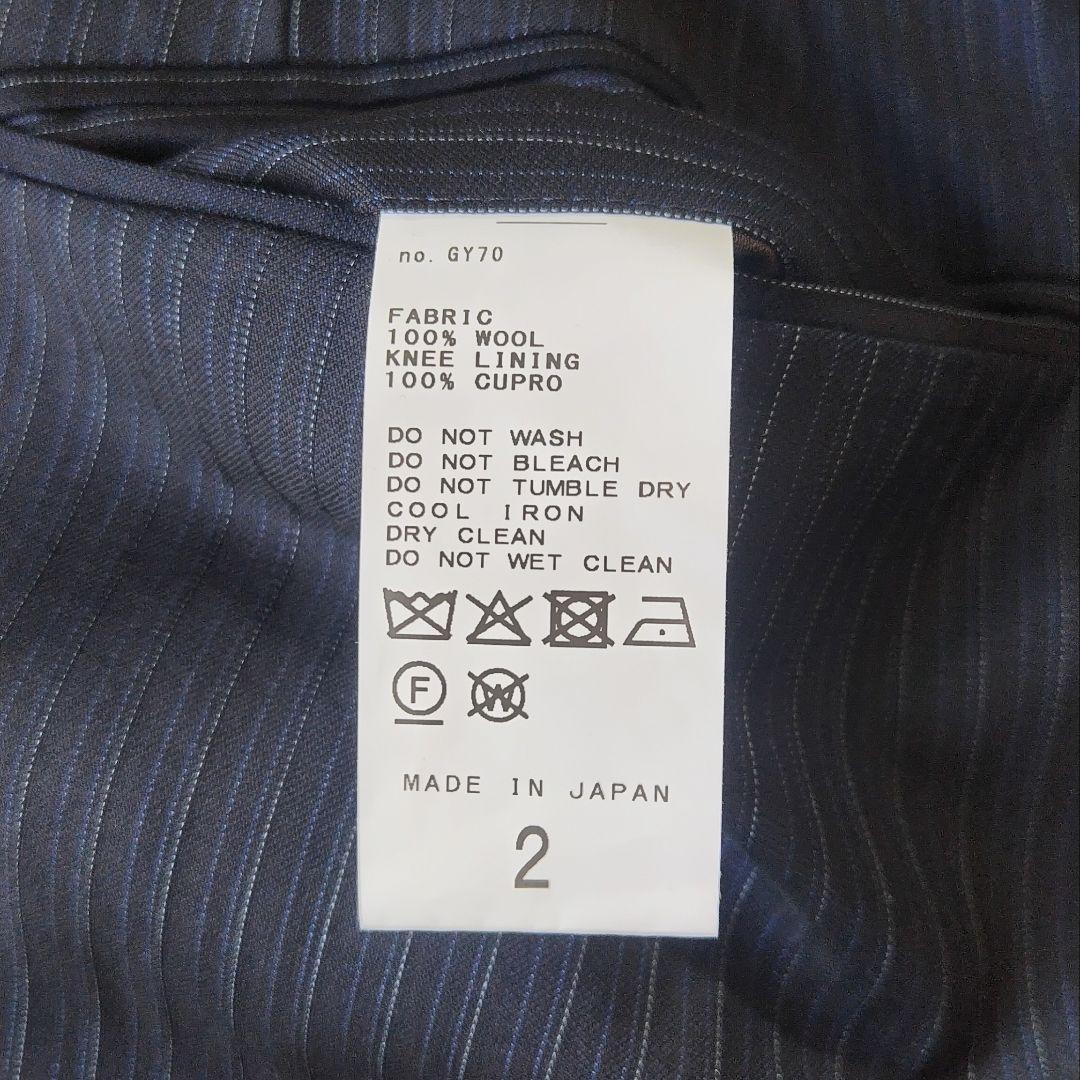 no. GY70
FABRIC
100% WOOL
KNEE LINING
100% CUPRO
DO NOT WASH
DO NOT BLEACH
DO NOT TUMBLE DRY
COOL IRON
DRY CLEAN
DO NOT WET CLEAN
F W
MADE IN JAPAN
2